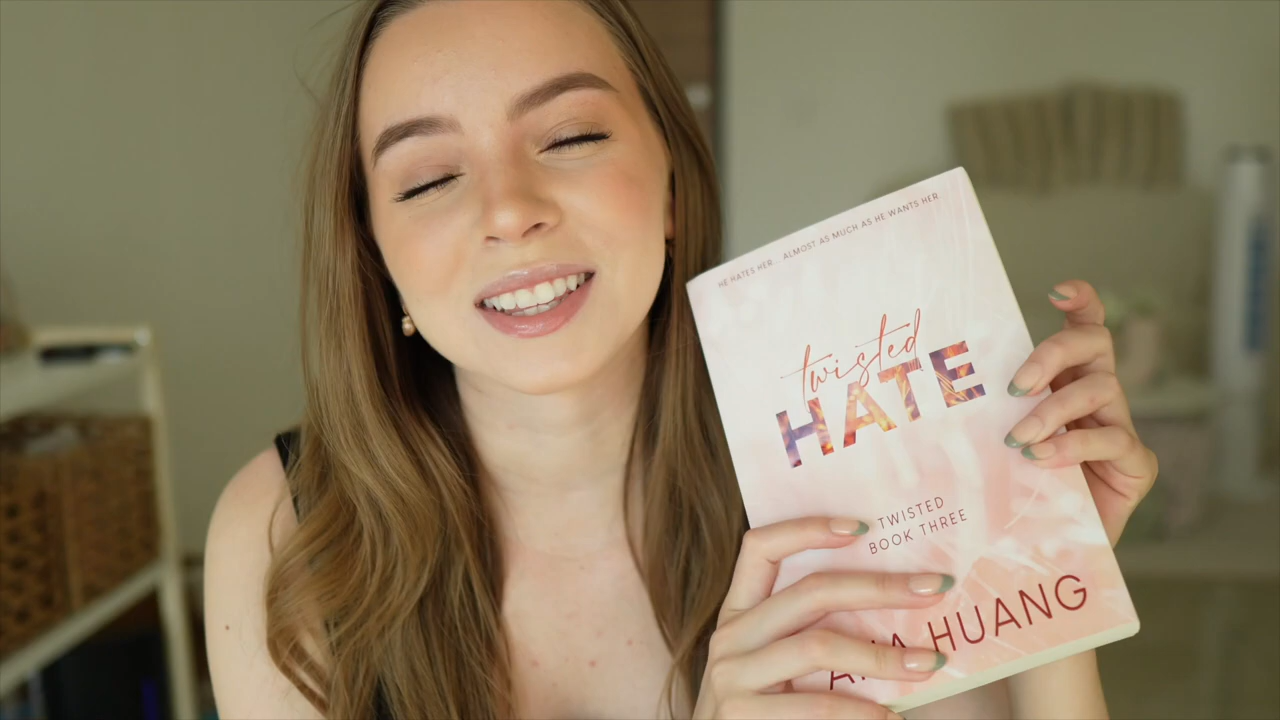 HE HATES HER... ALMOST AS MUCH AS HE WANTS HER
twisted
HATE
TWISTED
BOOK THREE
HUANG